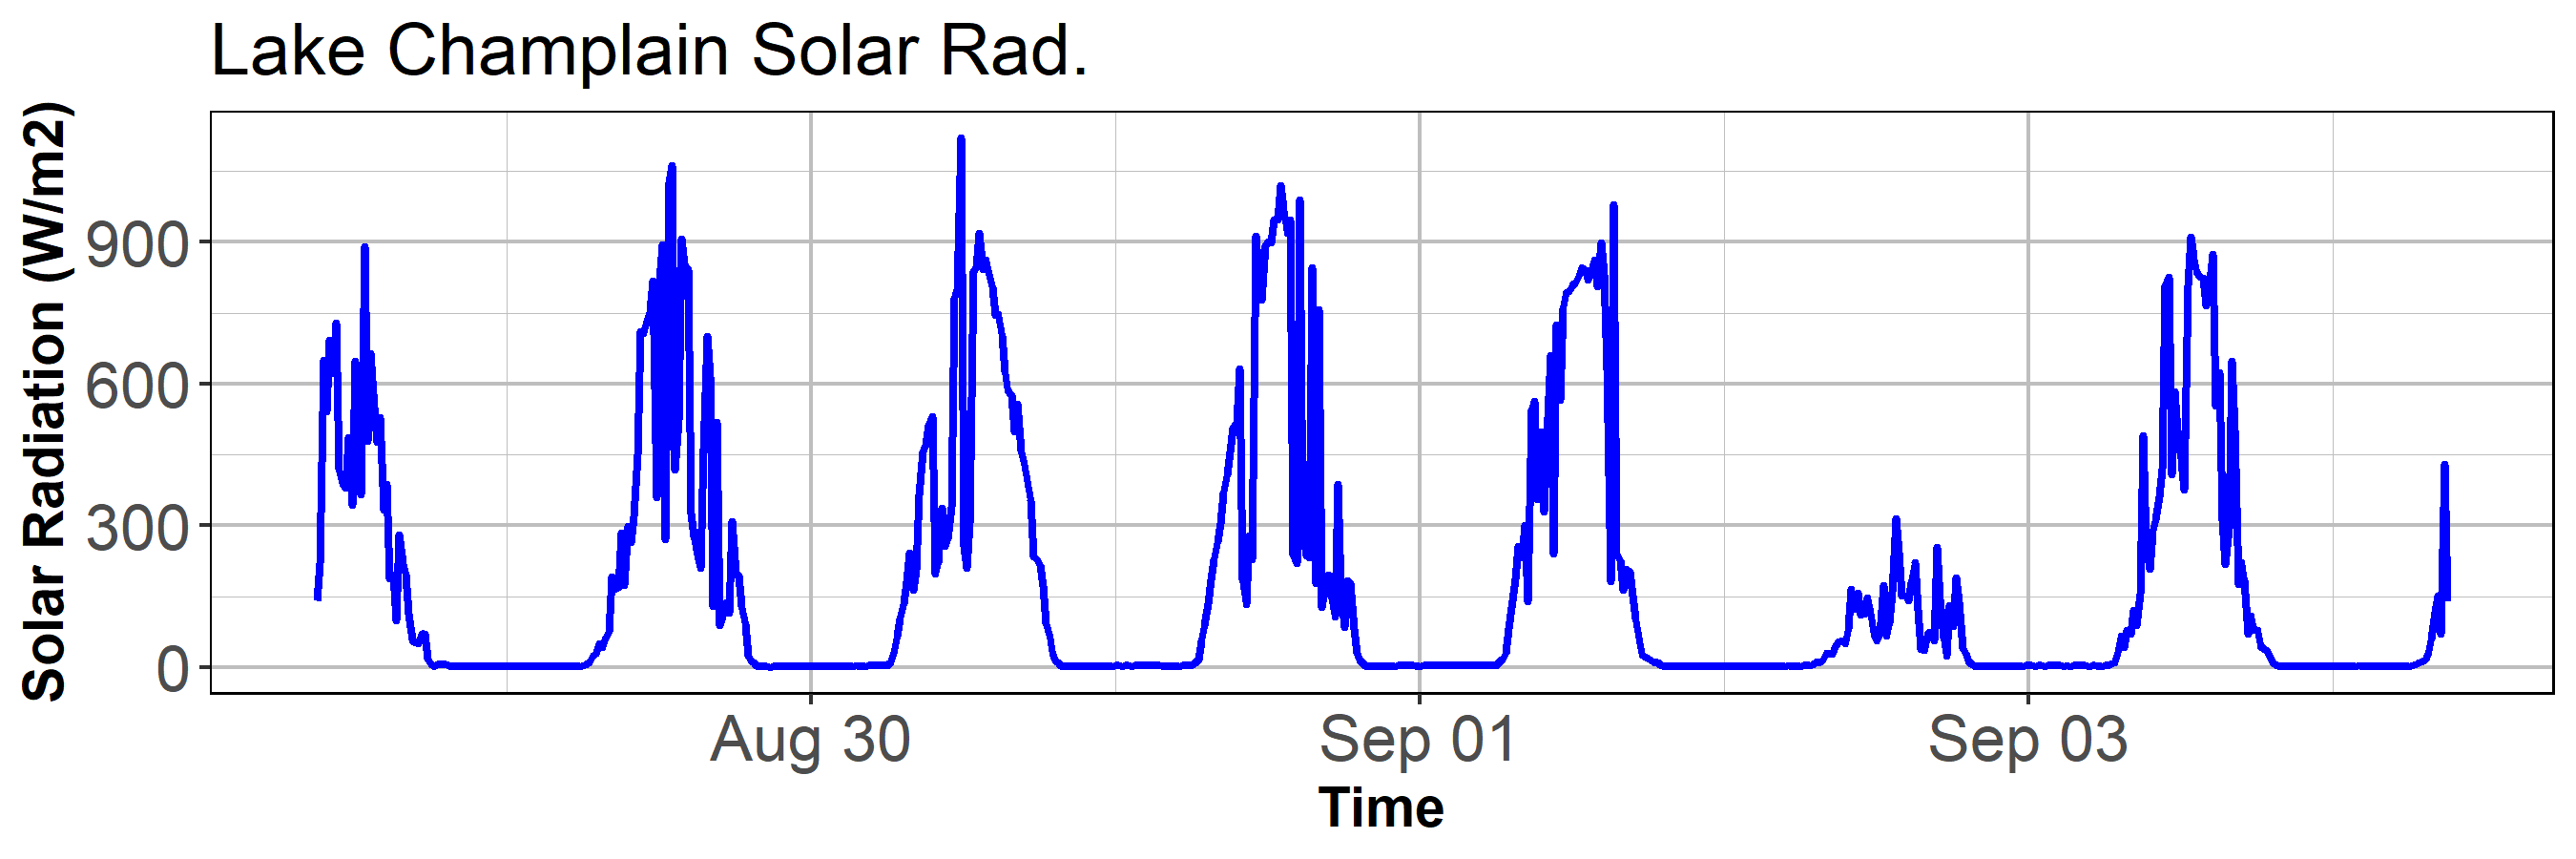 Lake Champlain Solar Rad.
Solar Radiation (W/m2)
900
600
300
0
Aug 30
Sep 01
Sep 03
Time